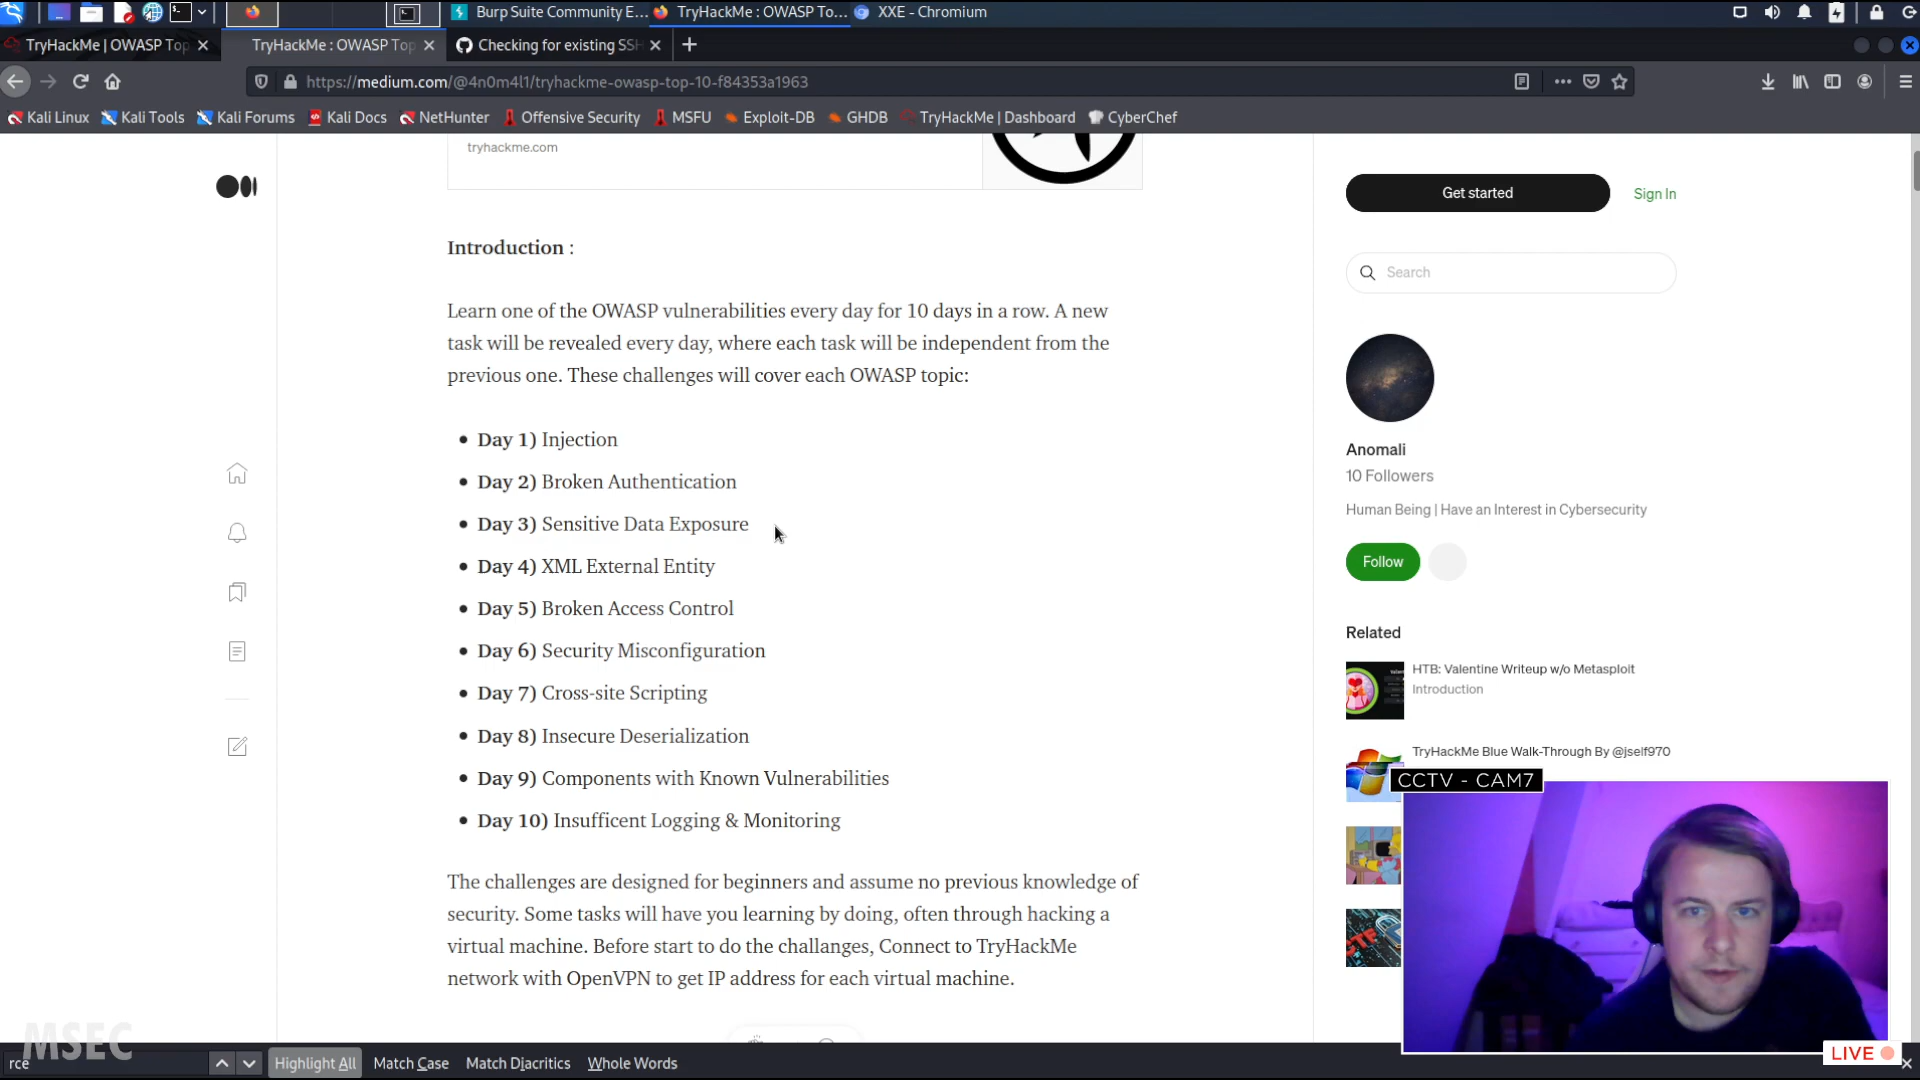 Burp Suite Community E...
TryHackMe : OWASP To...
XXE - Chromium
TryHackMe | OWASP Top
TryHackMe : OWASP Top
Checking for existing SSH
https://medium.com/@4n0m4l1/tryhackme-owasp-top-10-f84353a1963
Kali Linux
Kali Tools
Kali Forums
Kali Docs
NetHunter
Offensive Security
MSFU
Exploit-DB
GHDB
TryHackMe | Dashboard
CyberChef
tryhackme.com
Introduction :
Learn one of the OWASP vulnerabilities every day for 10 days in a row. A new
task will be revealed every day, where each task will be independent from the
previous one. These challenges will cover each OWASP topic:
• Day 1) Injection
• Day 2) Broken Authentication
• Day 3) Sensitive Data Exposure
• Day 4) XML External Entity
• Day 5) Broken Access Control
• Day 6) Security Misconfiguration
• Day 7) Cross-site Scripting
• Day 8) Insecure Deserialization
• Day 9) Components with Known Vulnerabilities
• Day 10) Insufficent Logging & Monitoring
The challenges are designed for beginners and assume no previous knowledge of
security. Some tasks will have you learning by doing, often through hacking a
virtual machine. Before start to do the challanges, Connect to TryHackMe
network with OpenVPN to get IP address for each virtual machine.
Get started
Sign In
Search
Anomali
10 Followers
Human Being | Have an Interest in Cybersecurity
Follow
Related
HTB: Valentine Writeup w/o Metasploit
Introduction
TryHackMe Blue Walk-Through By @jself970
CTF
CCTV - CAM7
LIVE
MSEC
rce
Highlight All
Match Case
Match Diacritics
Whole Words